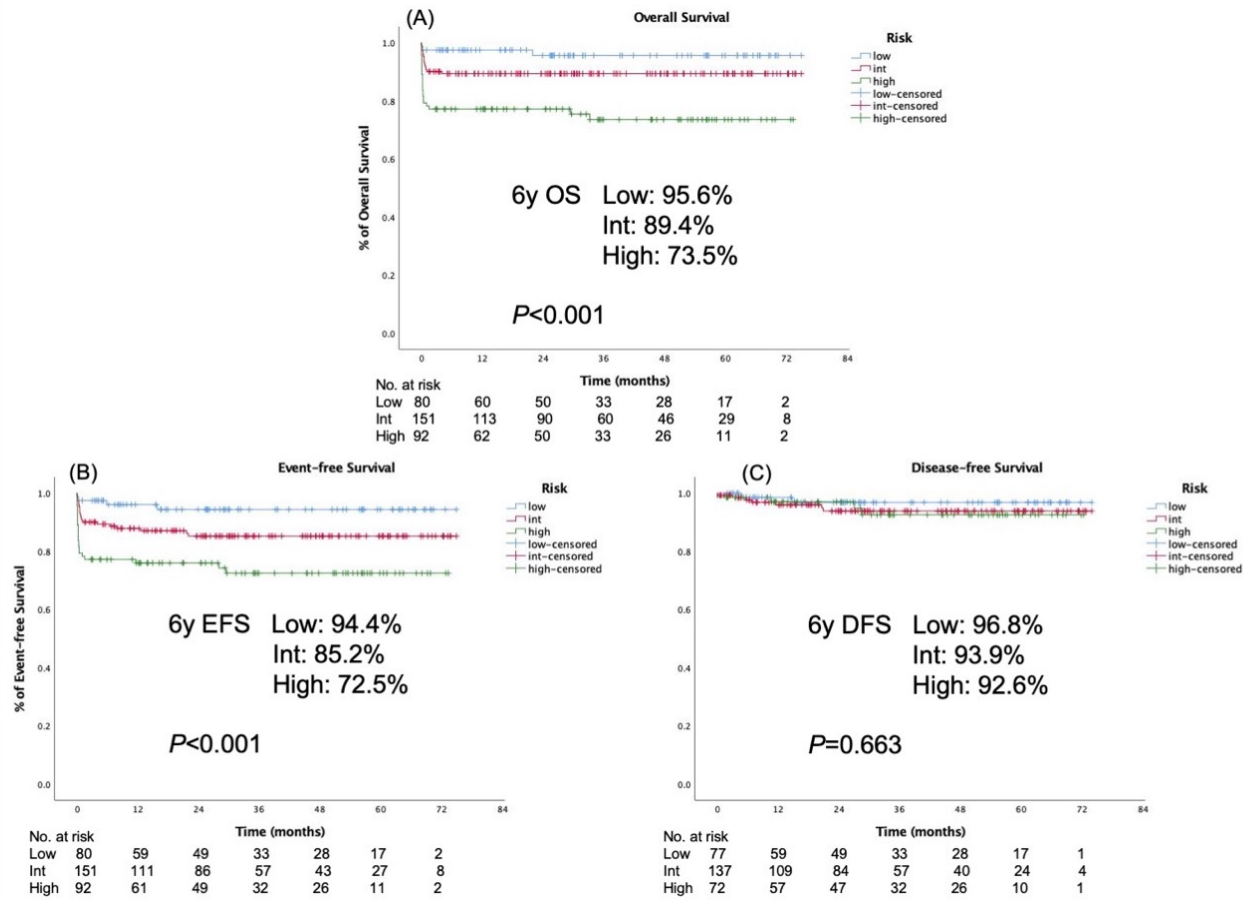 (A)
Overall Survival
% of Overall Survival
1.0
0.8
0.6
0.4
0.2
0.0
0 12 24 36 48 60 72 84
Time (months)
Risk
low
int
high
low-censored
int-censored
high-censored
6y OS Low: 95.6%
Int: 89.4%
High: 73.5%
P<0.001
No. at risk
Low 80 60 50 33 28 17 2
Int 151 113 90 60 46 29 8
High 92 62 50 33 26 11 2
(B)
Event-free Survival
% of Event-free Survival
1.0
0.8
0.6
0.4
0.2
0.0
0 12 24 36 48 60 72 84
Time (months)
Risk
low
int
high
low-censored
int-censored
high-censored
6y EFS Low: 94.4%
Int: 85.2%
High: 72.5%
P<0.001
No. at risk
Low 80 59 49 33 28 17 2
Int 151 111 86 57 43 27 8
High 92 61 49 32 26 11 2
(C)
Disease-free Survival
1.0
0.8
0.6
0.4
0.2
0.0
0 12 24 36 48 60 72 84
Time (months)
Risk
low
int
high
low-censored
int-censored
high-censored
6y DFS Low: 96.8%
Int: 93.9%
High: 92.6%
P=0.663
No. at risk
Low 77 59 49 33 28 17 1
Int 137 109 84 57 40 24 4
High 72 57 47 32 26 10 1